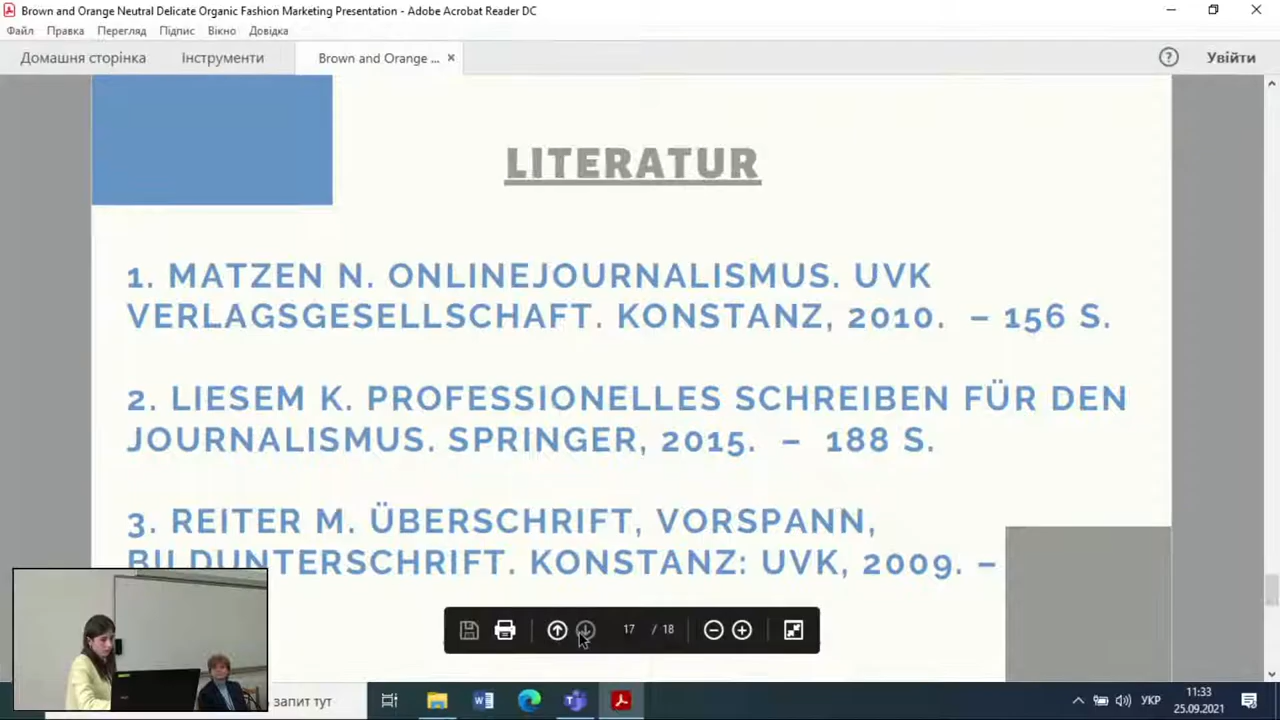 Brown and Orange Neutral Delicate Organic Fashion Marketing Presentation - Adobe Acrobat Reader DC
Файл Правка Перегляд Підпис Вікно Довідка
Домашня сторінка Інструменти Brown and Orange ... Увійти
LITERATUR
1. MATZEN N. ONLINEJOURNALISMUS. UVK
VERLAGSGESELLSCHAFT. KONSTANZ, 2010. – 156 S.
2. LIESEM K. PROFESSIONELLES SCHREIBEN FÜR DEN
JOURNALISMUS. SPRINGER, 2015. – 188 S.
3. REITER M. ÜBERSCHRIFT, VORSPANN,
BILDUNTERSCHRIFT. KONSTANZ: UVK, 2009. –
17 / 18
запит тут
УКР
11:33
25.09.2021